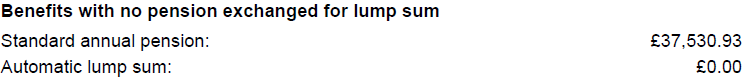 Benefits with no pension exchanged for lump sum
Standard annual pension: £37,530.93
Automatic lump sum: £0.00